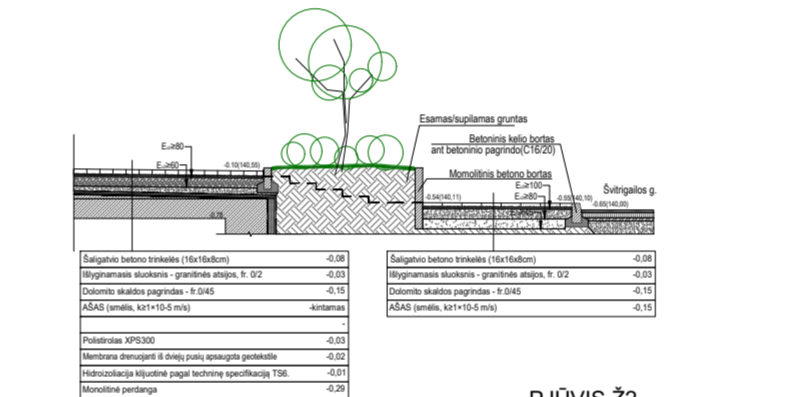 Esamas/supilamas gruntas
Betoninis kelio bortas
ant betoninio pagrindo(C16/20)
Momolitinis betono bortas
Švitrigailos g.
≥80
≥60
-0.10(140,55)
-0.75
-0.54(140,11)
≥100
≥80
-0.55(140,10)
-0.65(140,00)
Šaligatvio betono trinkelės (16x16x8cm) -0,08
Išlyginamasis sluoksnis - granitinės atsijos, fr. 0/2 -0,03
Dolomito skaldos pagrindas - fr.0/45 -0,15
AŠAS (smėlis, k≥1×10-5 m/s) -kintamas
-
Polistirolas XPS300 -0,03
Membrana drenuojanti iš dviejų pusių apsaugota geotekstile -0,02
Hidroizoliacija klijuotinė pagal techninę specifikaciją TS6. -0,01
Monolitinė perdanga -0,29
Šaligatvio betono trinkelės (16x16x8cm) -0,08
Išlyginamasis sluoksnis - granitinės atsijos, fr. 0/2 -0,03
Dolomito skaldos pagrindas - fr.0/45 -0,15
AŠAS (smėlis, k≥1×10-5 m/s) -0,15
PJŪVIS